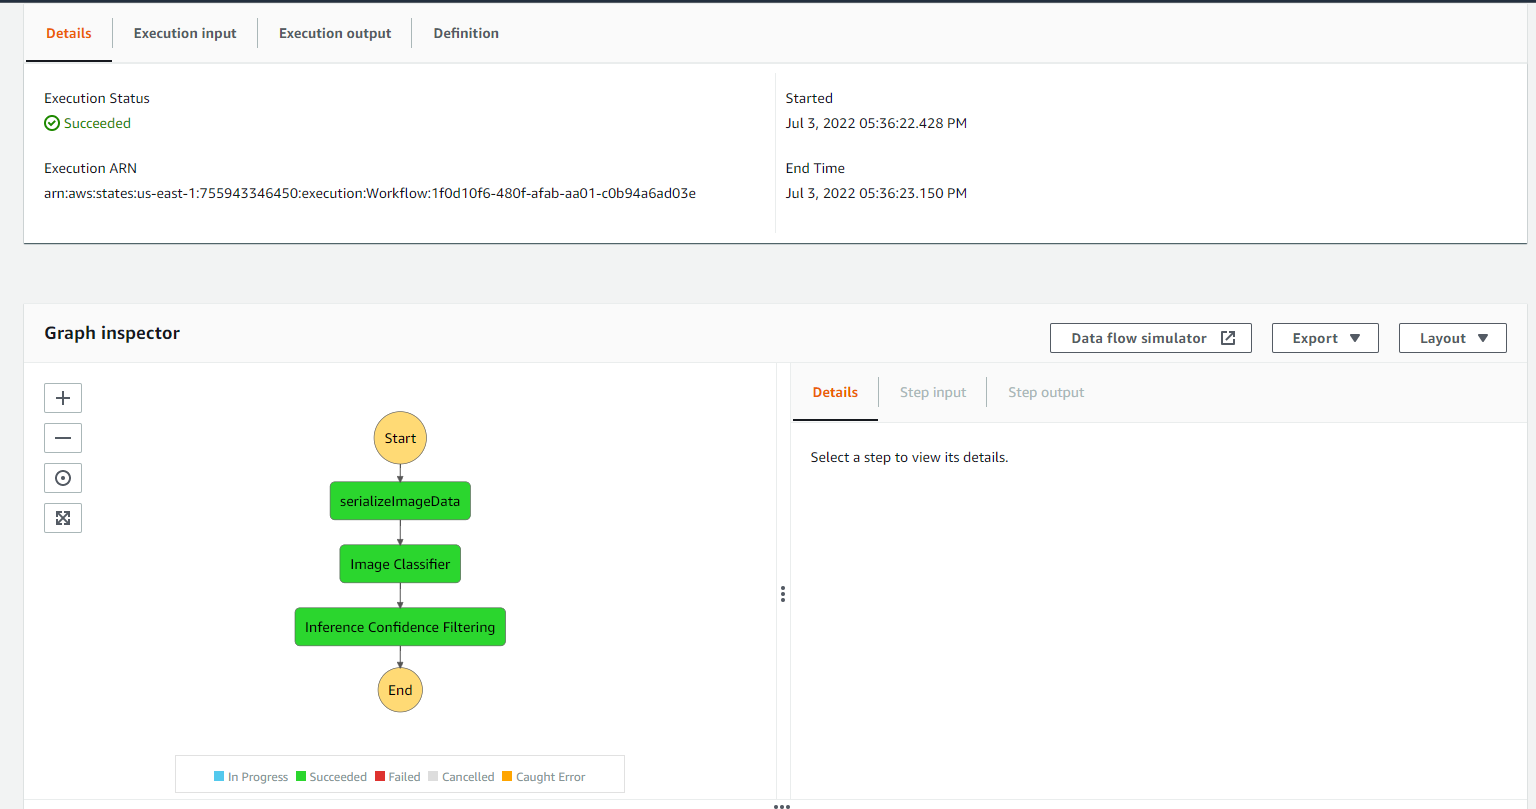 Details
Execution input
Execution output
Definition
Execution Status
Succeeded
Execution ARN
arn:aws:states:us-east-1:755943346450:execution:Workflow:1f0d10f6-480f-afab-aa01-c0b94a6ad03e
Started
Jul 3, 2022 05:36:22.428 PM
End Time
Jul 3, 2022 05:36:23.150 PM
Graph inspector
Data flow simulator
Export
Layout
Start
serializeImageData
Image Classifier
Inference Confidence Filtering
End
In Progress
Succeeded
Failed
Cancelled
Caught Error
Details
Step input
Step output
Select a step to view its details.